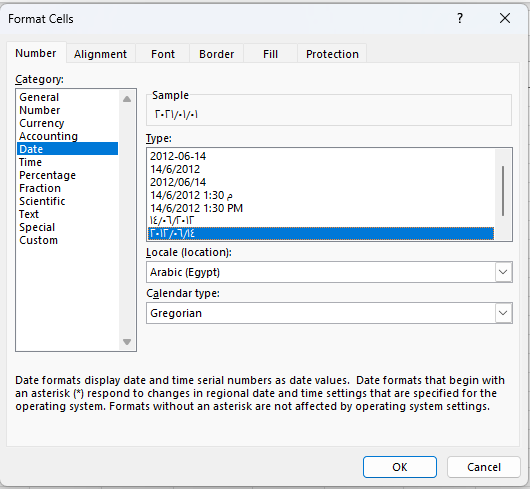 Format Cells
?
Number Alignment Font Border Fill Protection
Category:
General
Number
Currency
Accounting
Date
Time
Percentage
Fraction
Scientific
Text
Special
Custom
Sample
٢٠٢١/٠١/٠١
Type:
2012-06-14
14/6/2012
2012/06/14
14/6/2012 1:30 م
14/6/2012 1:30 PM
١٤/٠٦/٢٠١٢
٢٠١٢/٠٦/١٤
Locale (location):
Arabic (Egypt)
Calendar type:
Gregorian
Date formats display date and time serial numbers as date values.  Date formats that begin with
an asterisk (*) respond to changes in regional date and time settings that are specified for the
operating system. Formats without an asterisk are not affected by operating system settings.
OK
Cancel